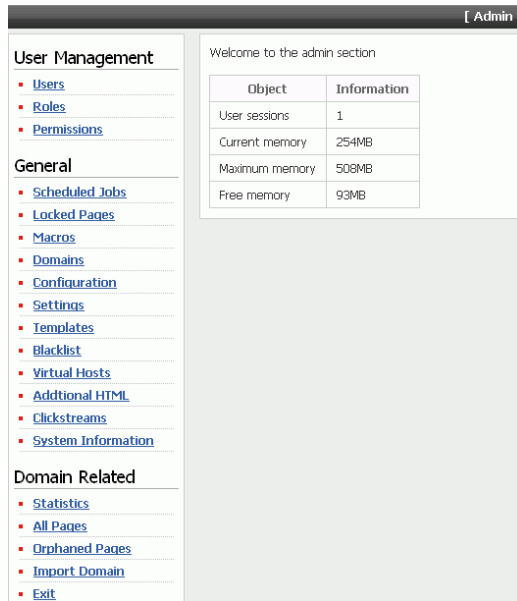 [ Admin
User Management
Users
Roles
Permissions
General
Scheduled Jobs
Locked Pages
Macros
Domains
Configuration
Settings
Templates
Blacklist
Virtual Hosts
Addtional HTML
Clickstreams
System Information
Domain Related
Statistics
All Pages
Orphaned Pages
Import Domain
Exit
Welcome to the admin section
Object Information
User sessions 1
Current memory 254MB
Maximum memory 508MB
Free memory 93MB